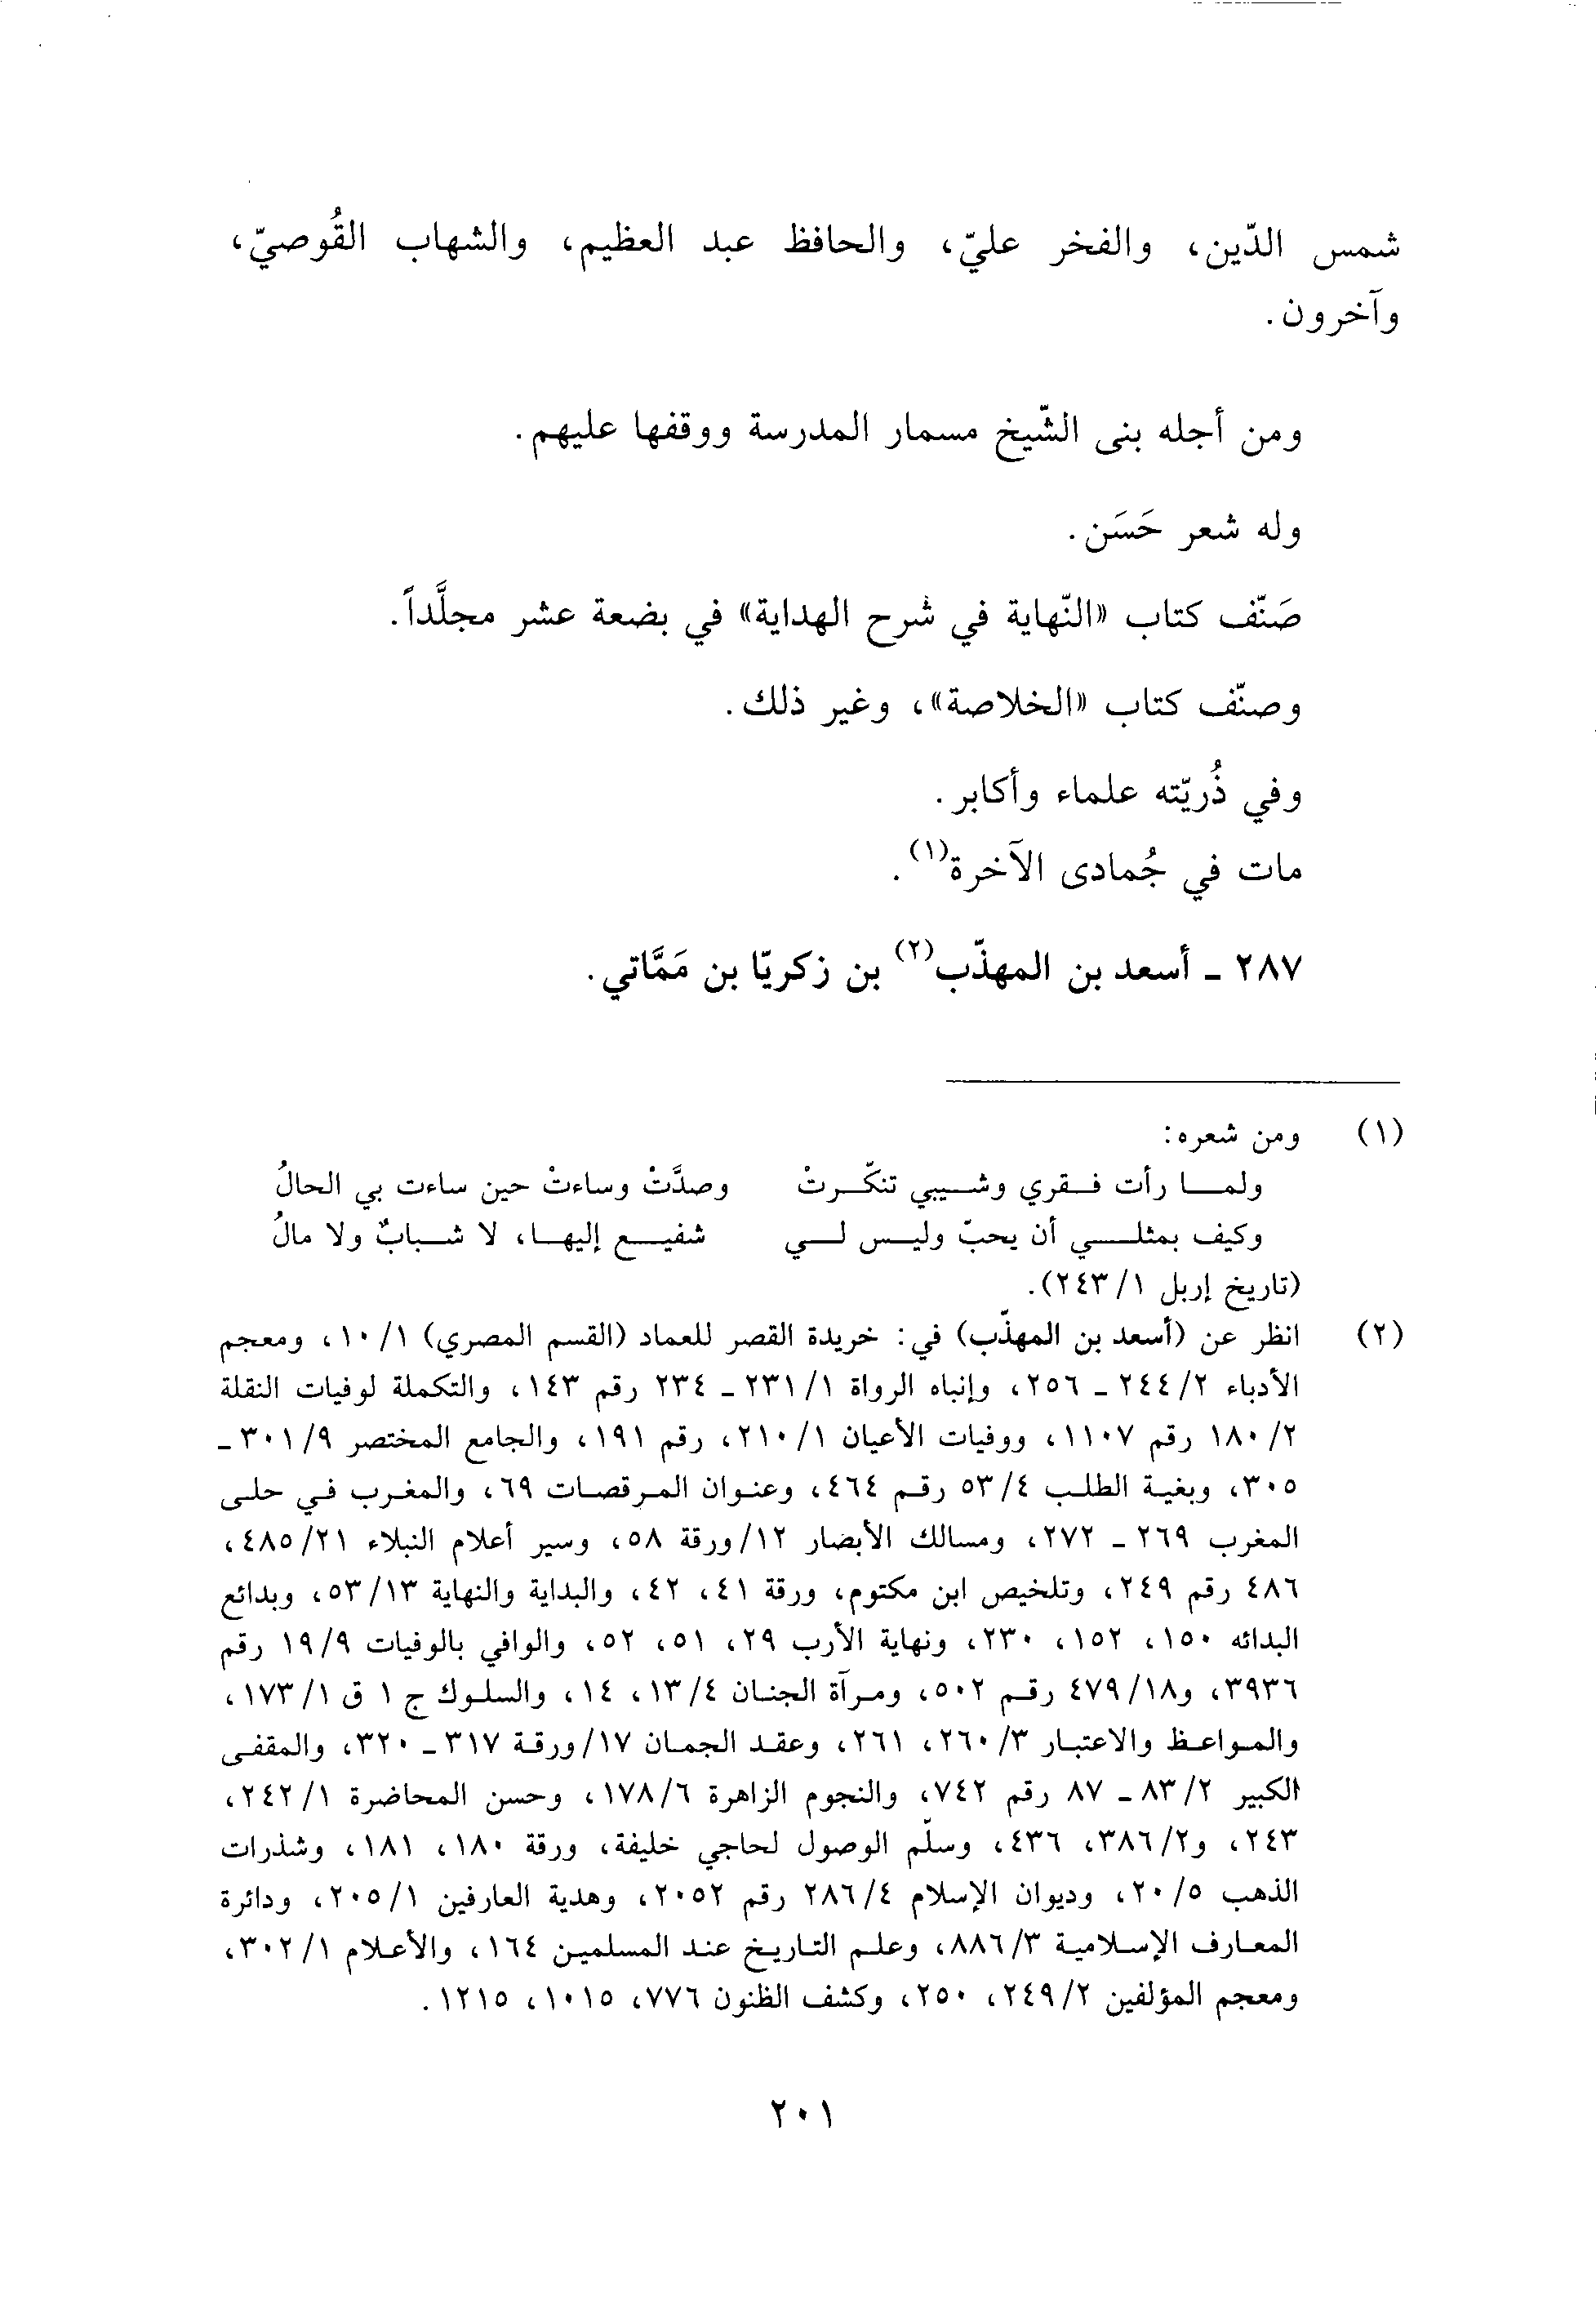 شمس الدّين، والفخر عليّ، والحافظ عبد العظيم، والشهاب القُوصيّ،
وآخرون.
ومن أجله بنى الشّيخ مسمار المدرسة ووقفها عليهم.
وله شعر حَسَن.
صَنّف كتاب «النّهاية في شرح الهداية» في بضعة عشر مجلَّداً.
وصنّف كتاب «الخلاصة»، وغير ذلك.
وفي ذُريّته علماء وأكابر.
مات في جُمادى الآخرة(١).
٢٨٧ ـ أسعد بن المهذّب(٢) بن زكريّا بن مَمَّاتي.
(١) ومن شعره:
ولمـــا رأت فـــقري وشـــيبي تنكّـــرتْ وصدَّتْ وساءتْ حين ساءت بي الحالُ
وكيف بمثلـــي أن يحبّ وليـــس لـــي شفيـــع إليهـــا، لا شـــبابٌ ولا مالُ
(تاريخ إربل ١/ ٢٤٣).
(٢) انظر عن (أسعد بن المهذّب) في: خريدة القصر للعماد (القسم المصري) ١/ ١٠، ومعجم
الأدباء ٢/ ٢٤٤ ـ ٢٥٦، وإنباه الرواة ١/ ٢٣١ ـ ٢٣٤ رقم ١٤٣، والتكملة لوفيات النقلة
٢/ ١٨٠ رقم ١١٠٧، ووفيات الأعيان ١/ ٢١٠، رقم ١٩١، والجامع المختصر ٩/ ٣٠١ ـ
٣٠٥، وبغية الطلب ٤/ ٥٣ رقم ٤٦٤، وعنوان المرقصات ٦٩، والمغرب في حلى
المغرب ٢٦٩ ـ ٢٧٢، ومسالك الأبضار ١٢/ ورقة ٥٨، وسير أعلام النبلاء ٢١/ ٤٨٥،
٤٨٦ رقم ٢٤٩، وتلخيص ابن مكتوم، ورقة ٤١، ٤٢، والبداية والنهاية ١٣/ ٥٣، وبدائع
البدائه ١٥٠، ١٥٢، ٢٣٠، ونهاية الأرب ٢٩، ٥١، ٥٢، والوافي بالوفيات ٩/ ١٩ رقم
٣٩٣٦، و١٨/ ٤٧٩ رقم ٥٠٢، ومرآة الجنان ٤/ ١٣، ١٤، والسلوك ج ١ ق ١/ ١٧٣،
والمواعظ والاعتبار ٣/ ٢٦٠، ٢٦١، وعقد الجمان ١٧/ ورقة ٣١٧ ـ ٣٢٠، والمقفى
الكبير ٢/ ٨٣ ـ ٨٧ رقم ٧٤٢، والنجوم الزاهرة ٦/ ١٧٨، وحسن المحاضرة ١/ ٢٤٢،
٢٤٣، و٢/ ٣٨٦، ٤٣٦، وسلّم الوصول لحاجي خليفة، ورقة ١٨٠، ١٨١، وشذرات
الذهب ٥/ ٢٠، وديوان الإسلام ٤/ ٢٨٦ رقم ٢٠٥٢، وهدية العارفين ١/ ٢٠٥، ودائرة
المعارف الإسلامية ٣/ ٨٨٦، وعلم التاريخ عند المسلمين ١٦٤، والأعلام ١/ ٣٠٢،
ومعجم المؤلفين ٢/ ٢٤٩، ٢٥٠، وكشف الظنون ٧٧٦، ١٠١٥، ١٢١٥.
٢٠١